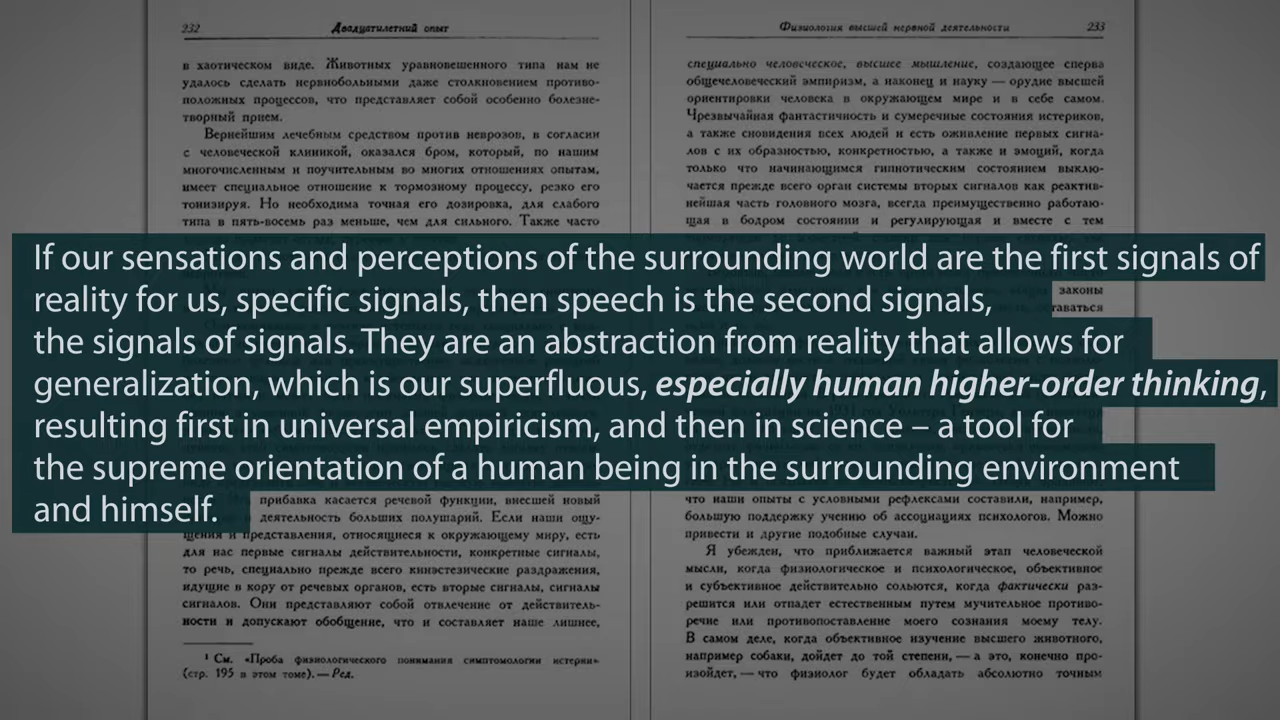 232 Двадцатилетний опыт
в хаотическом виде. Животных уравновешенного типа нам не
удалось сделать нервнобольными даже столкновением противо-
положных процессов, что представляет собой особенно болезне-
творный прием.
Вернейшим лечебным средством против неврозов, в согласии
с человеческой клиникой, оказался бром, который, по нашим
многочисленным и поучительным во многих отношениях опытам,
имеет специальное отношение к тормозному процессу, резко его
тонизируя. Но необходима точная его дозировка, для слабого
типа в пять-восемь раз меньше, чем для сильного. Также часто
If our sensations and perceptions of the surrounding world are the first signals of
reality for us, specific signals, then speech is the second signals,
the signals of signals. They are an abstraction from reality that allows for
generalization, which is our superfluous, especially human higher-order thinking,
resulting first in universal empiricism, and then in science – a tool for
the supreme orientation of a human being in the surrounding environment
and himself.
прибавка касается речевой функции, внесшей новый
деятельность больших полушарий. Если наши ощу-
щения и представления, относящиеся к окружающему миру, есть
для нас первые сигналы действительности, конкретные сигналы,
то речь, специально прежде всего кинэстезические раздражения,
идущие в кору от речевых органов, есть вторые сигналы, сигналы
сигналов. Они представляют собой отвлечение от действитель-
ности и допускают обобщение, что и составляет наше лишнее,
¹ См. «Проба физиологического понимания симптомологии истерии»
(стр. 195 в этом томе). — Ред.
Физиология высшей нервной деятельности 233
специально человеческое, высшее мышление, создающее сперва
общечеловеческий эмпиризм, а наконец и науку — орудие высшей
ориентировки человека в окружающем мире и в себе самом.
Чрезвычайная фантастичность и сумеречные состояния истериков,
а также сновидения всех людей и есть оживление первых сигна-
лов с их образностью, конкретностью, а также и эмоций, когда
только что начинающимся гипнотическим состоянием выклю-
чается прежде всего орган системы вторых сигналов как реактив-
нейшая часть головного мозга, всегда преимущественно работаю-
щая в бодром состоянии и регулирующая и вместе с тем
законы
что наши опыты с условными рефлексами составили, например,
большую поддержку учению об ассоциациях психологов. Можно
привести и другие подобные случаи.
Я убежден, что приближается важный этап человеческой
мысли, когда физиологическое и психологическое, объективное
и субъективное действительно сольются, когда фактически раз-
решится или отпадет естественным путем мучительное противо-
речие или противопоставление моего сознания моему телу.
В самом деле, когда объективное изучение высшего животного,
например собаки, дойдет до той степени, — а это, конечно про-
изойдет, — что физиолог будет обладать абсолютно точным